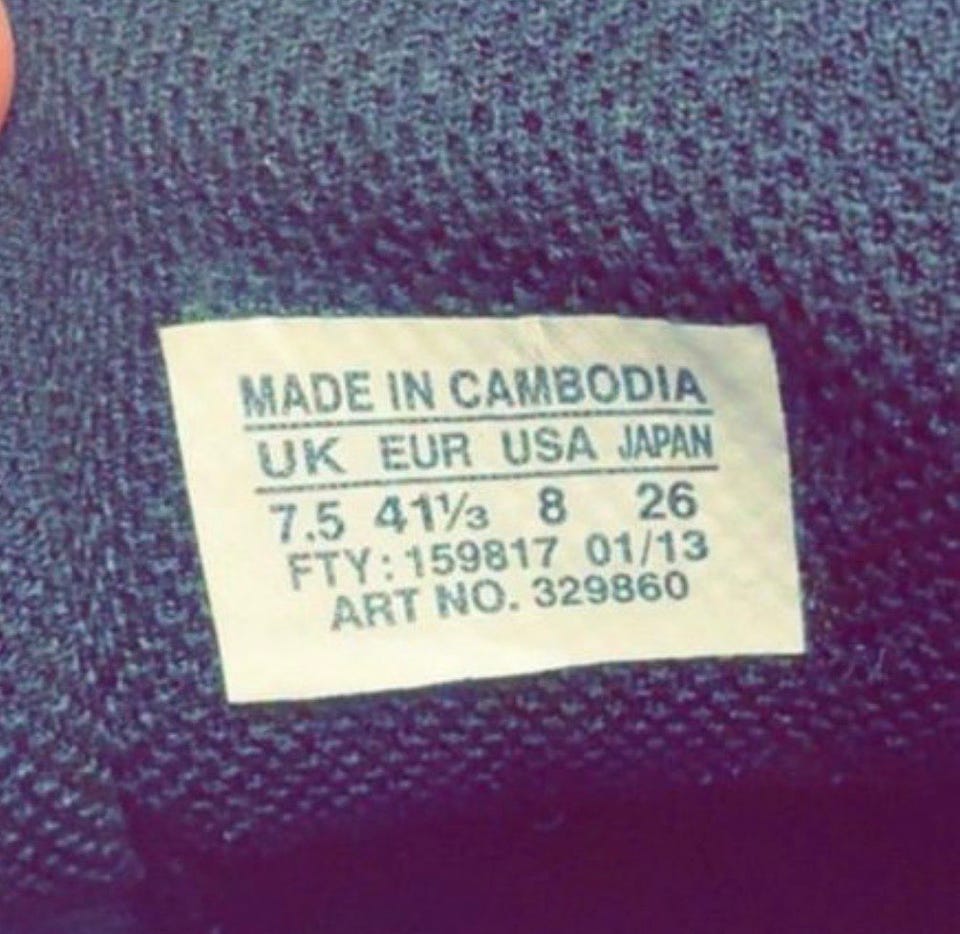 MADE IN CAMBODIA
UK EUR USA JAPAN
7.5 41⅓ 8 26
FTY: 159817 01/13
ART NO. 329860